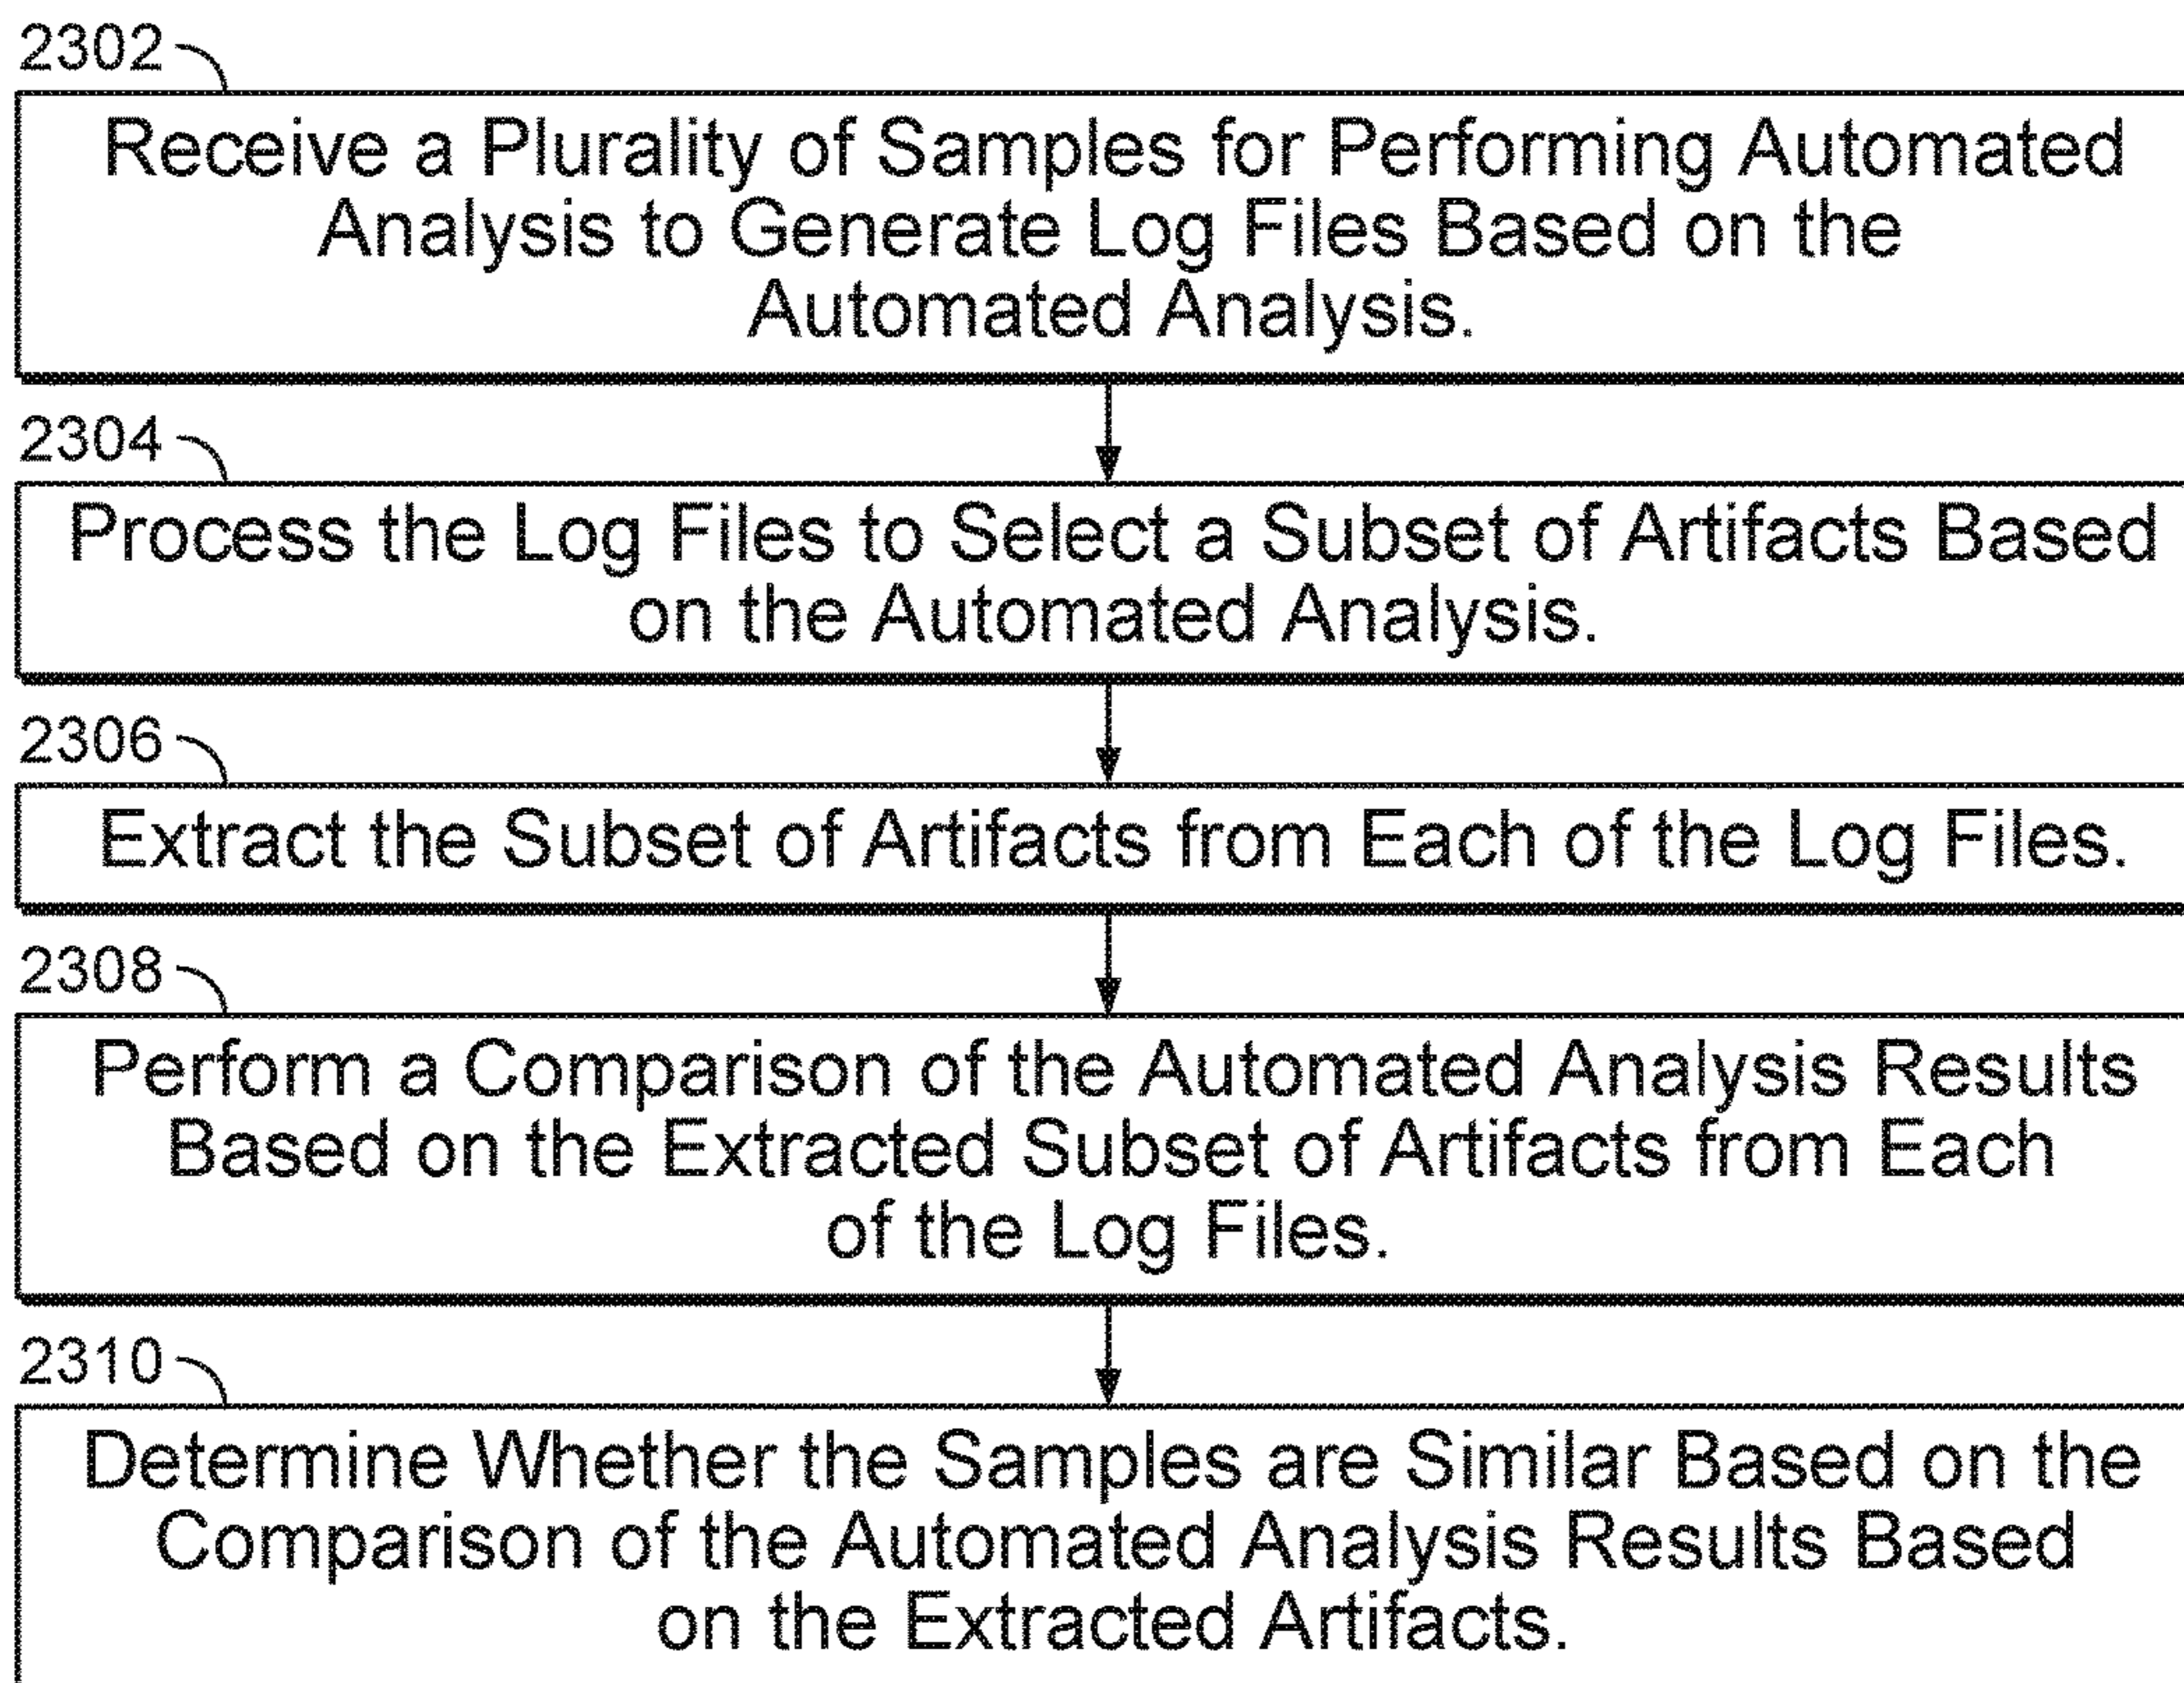 2302
Receive a Plurality of Samples for Performing Automated
Analysis to Generate Log Files Based on the
Automated Analysis.
2304
Process the Log Files to Select a Subset of Artifacts Based
on the Automated Analysis.
2306
Extract the Subset of Artifacts from Each of the Log Files.
2308
Perform a Comparison of the Automated Analysis Results
Based on the Extracted Subset of Artifacts from Each
of the Log Files.
2310
Determine Whether the Samples are Similar Based on the
Comparison of the Automated Analysis Results Based
on the Extracted Artifacts.